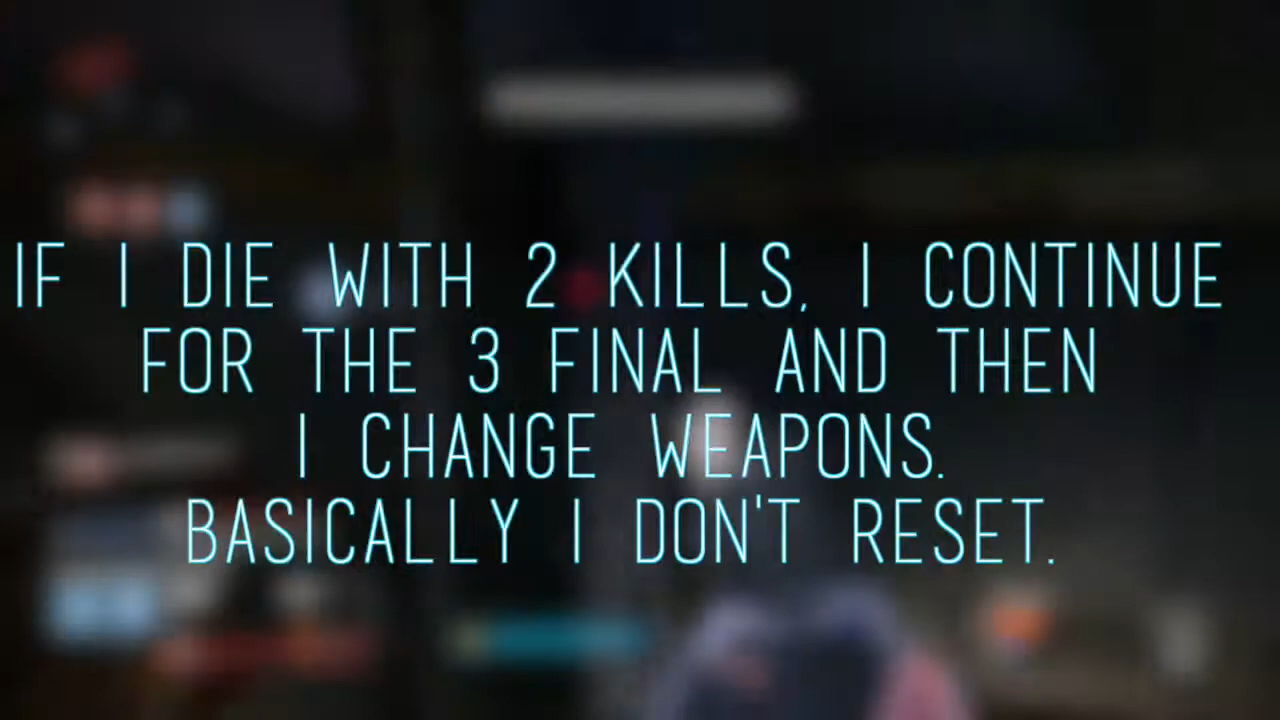 IF I DIE WITH 2 KILLS, I CONTINUE
FOR THE 3 FINAL AND THEN
I CHANGE WEAPONS.
BASICALLY I DON'T RESET.